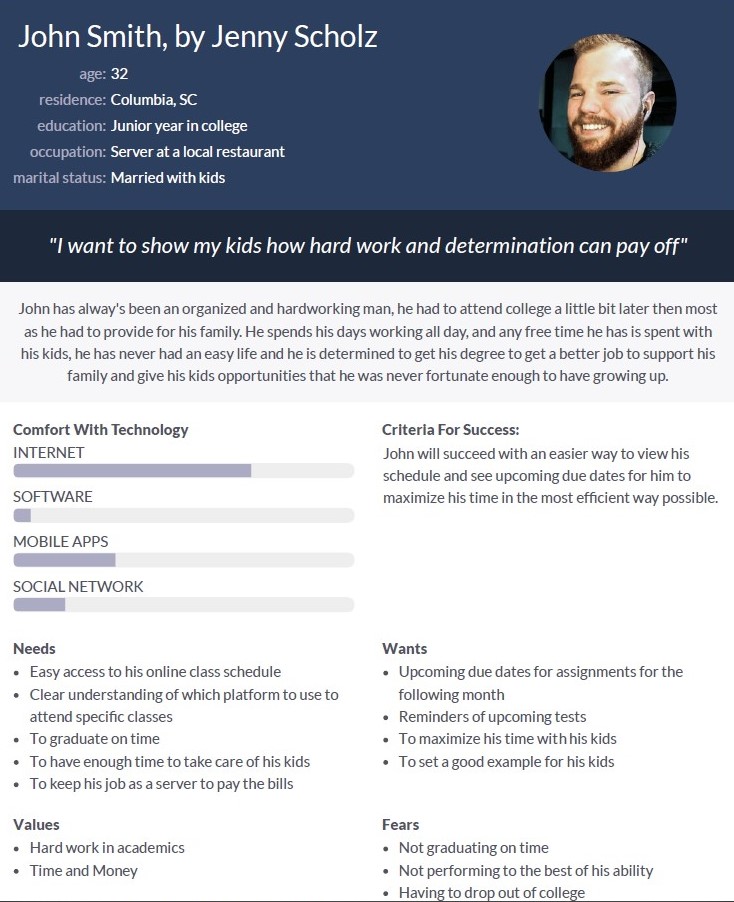 John Smith, by Jenny Scholz
age: 32
residence: Columbia, SC
education: Junior year in college
occupation: Server at a local restaurant
marital status: Married with kids
"I want to show my kids how hard work and determination can pay off"
John has alway's been an organized and hardworking man, he had to attend college a little bit later then most
as he had to provide for his family. He spends his days working all day, and any free time he has is spent with
his kids, he has never had an easy life and he is determined to get his degree to get a better job to support his
family and give his kids opportunities that he was never fortunate enough to have growing up.
Comfort With Technology
INTERNET
SOFTWARE
MOBILE APPS
SOCIAL NETWORK
Criteria For Success:
John will succeed with an easier way to view his
schedule and see upcoming due dates for him to
maximize his time in the most efficient way possible.
Needs
• Easy access to his online class schedule
• Clear understanding of which platform to use to
attend specific classes
• To graduate on time
• To have enough time to take care of his kids
• To keep his job as a server to pay the bills
Wants
• Upcoming due dates for assignments for the
following month
• Reminders of upcoming tests
• To maximize his time with his kids
• To set a good example for his kids
Values
• Hard work in academics
• Time and Money
Fears
• Not graduating on time
• Not performing to the best of his ability
• Having to drop out of college